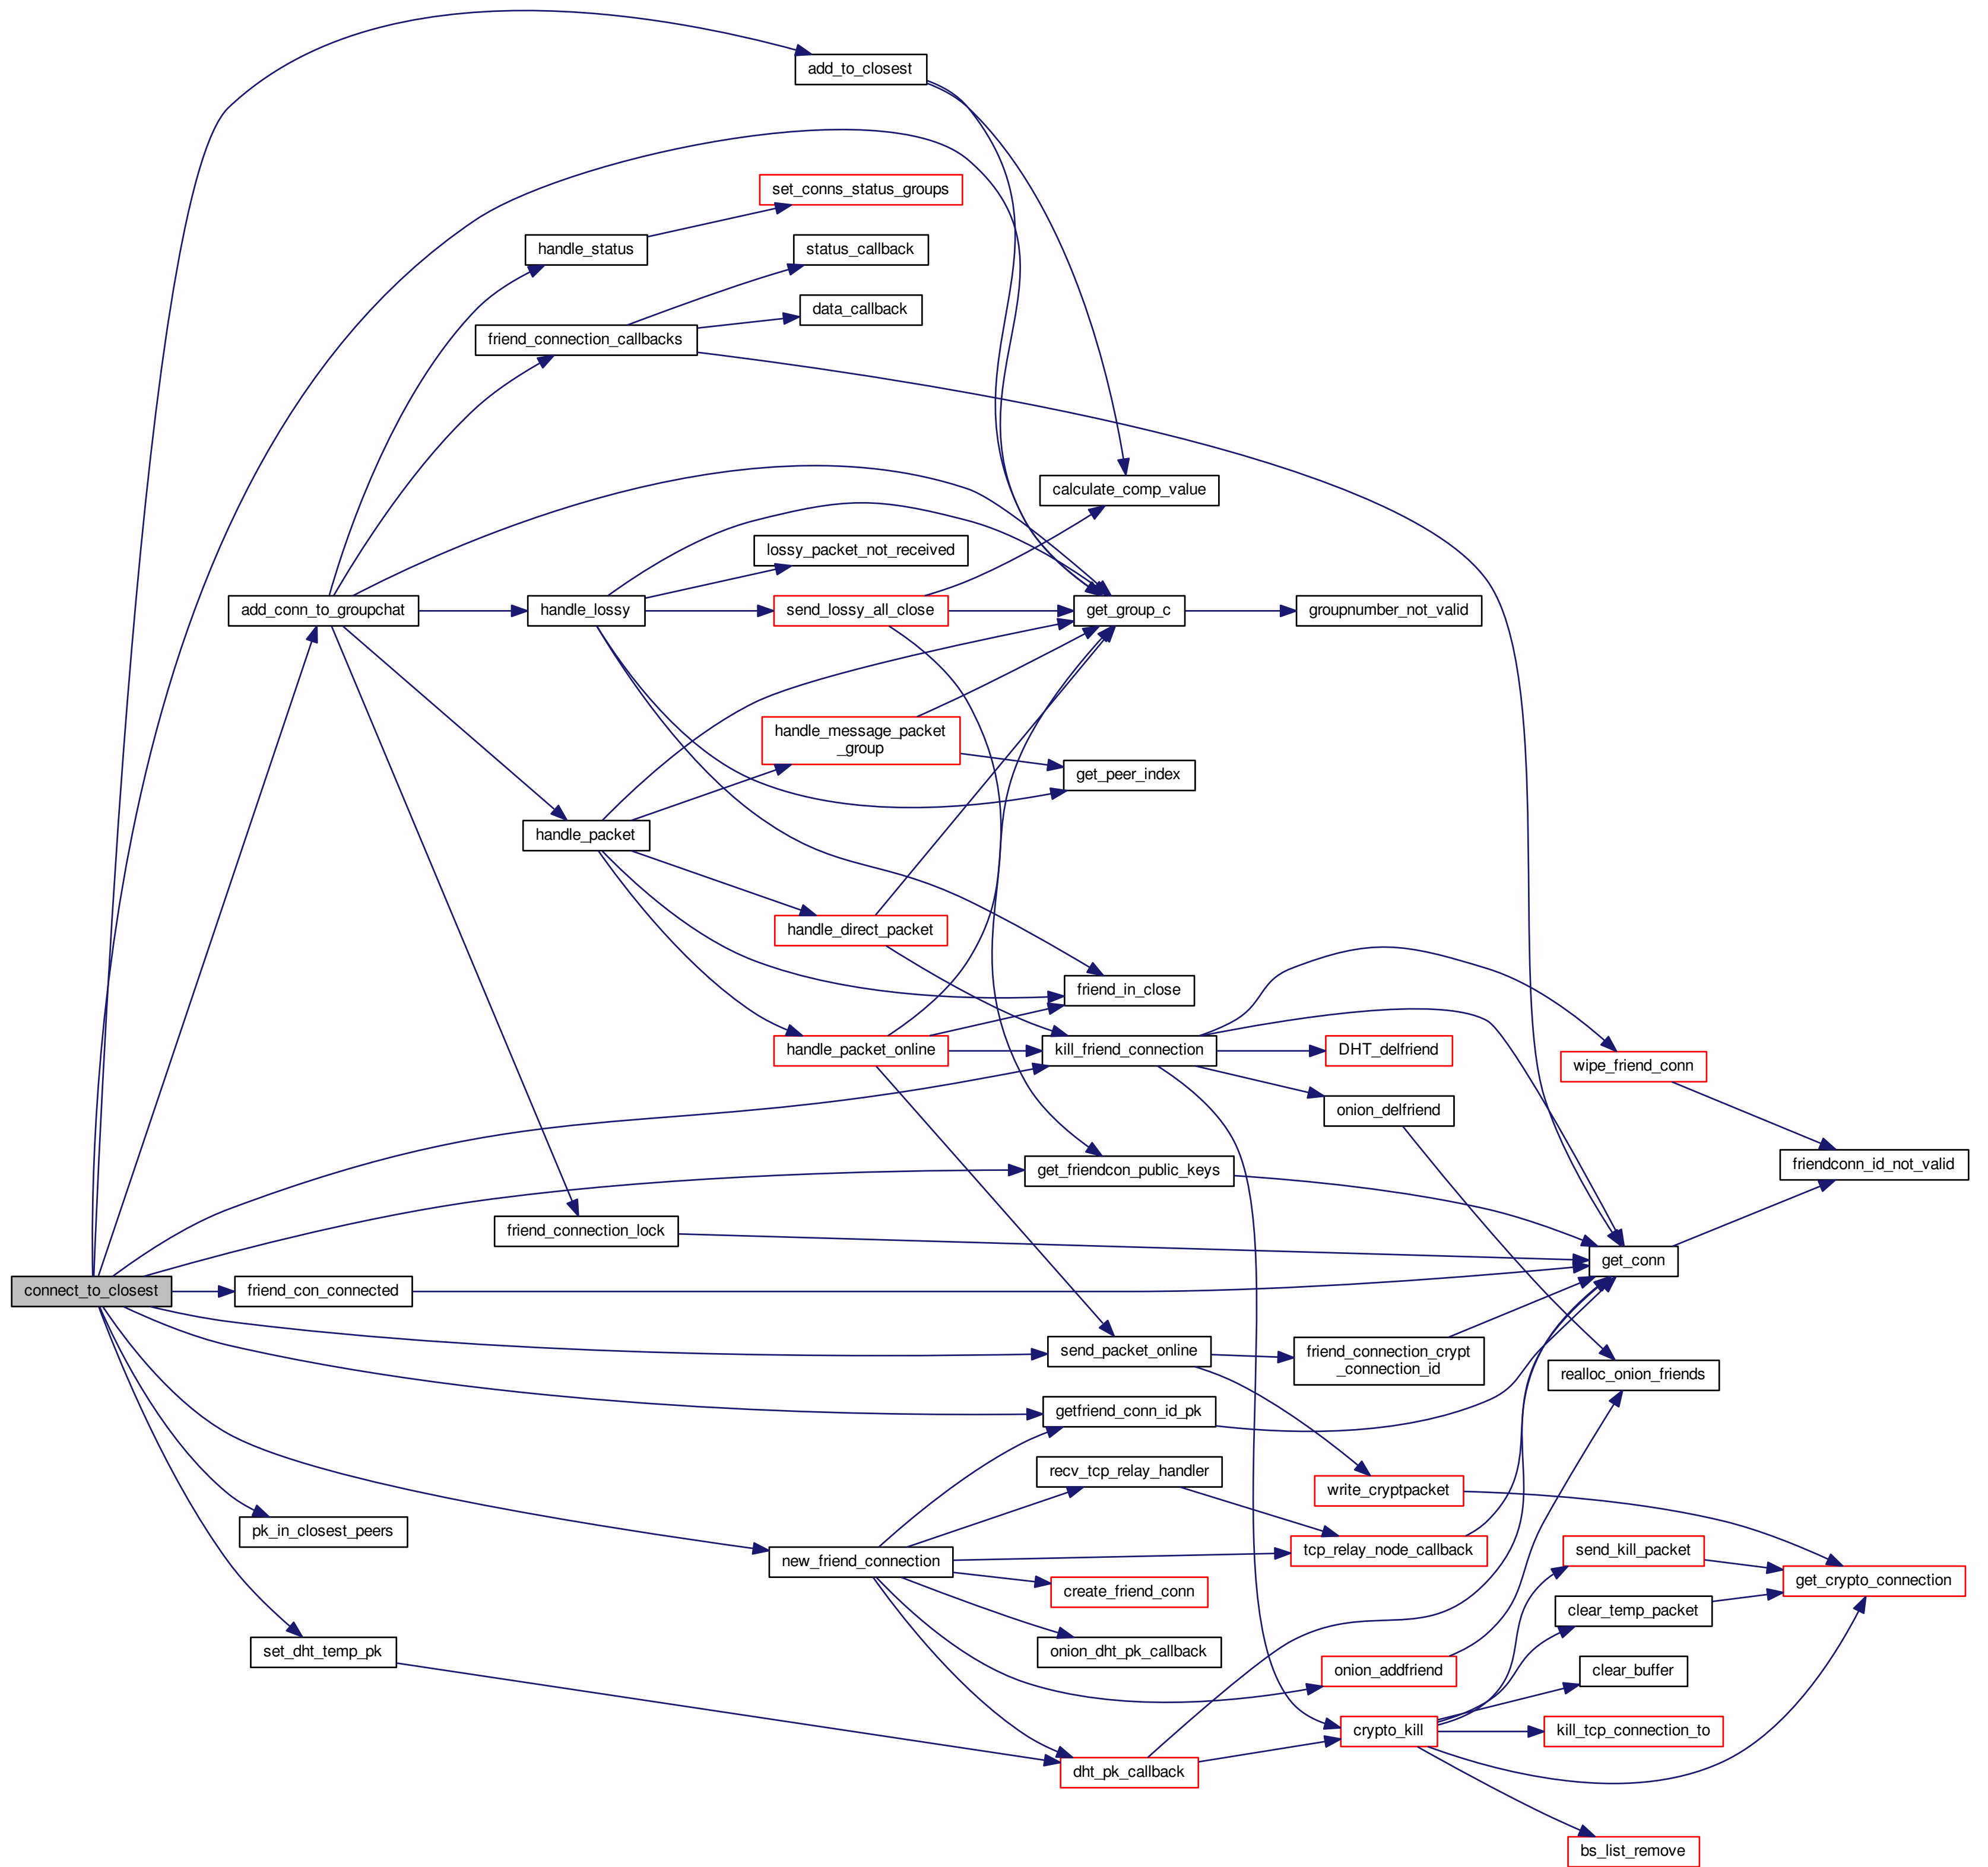 add_to_closest
set_conns_status_groups
handle_status
status_callback
data_callback
friend_connection_callbacks
calculate_comp_value
lossy_packet_not_received
add_conn_to_groupchat
handle_lossy
send_lossy_all_close
get_group_c
groupnumber_not_valid
handle_message_packet
_group
get_peer_index
handle_packet
handle_direct_packet
friend_in_close
handle_packet_online
kill_friend_connection
DHT_delfriend
wipe_friend_conn
onion_delfriend
get_friendcon_public_keys
friendconn_id_not_valid
friend_connection_lock
get_conn
connect_to_closest
friend_con_connected
send_packet_online
friend_connection_crypt
_connection_id
realloc_onion_friends
getfriend_conn_id_pk
recv_tcp_relay_handler
write_cryptpacket
pk_in_closest_peers
new_friend_connection
tcp_relay_node_callback
send_kill_packet
create_friend_conn
get_crypto_connection
clear_temp_packet
set_dht_temp_pk
onion_dht_pk_callback
onion_addfriend
clear_buffer
crypto_kill
kill_tcp_connection_to
dht_pk_callback
bs_list_remove